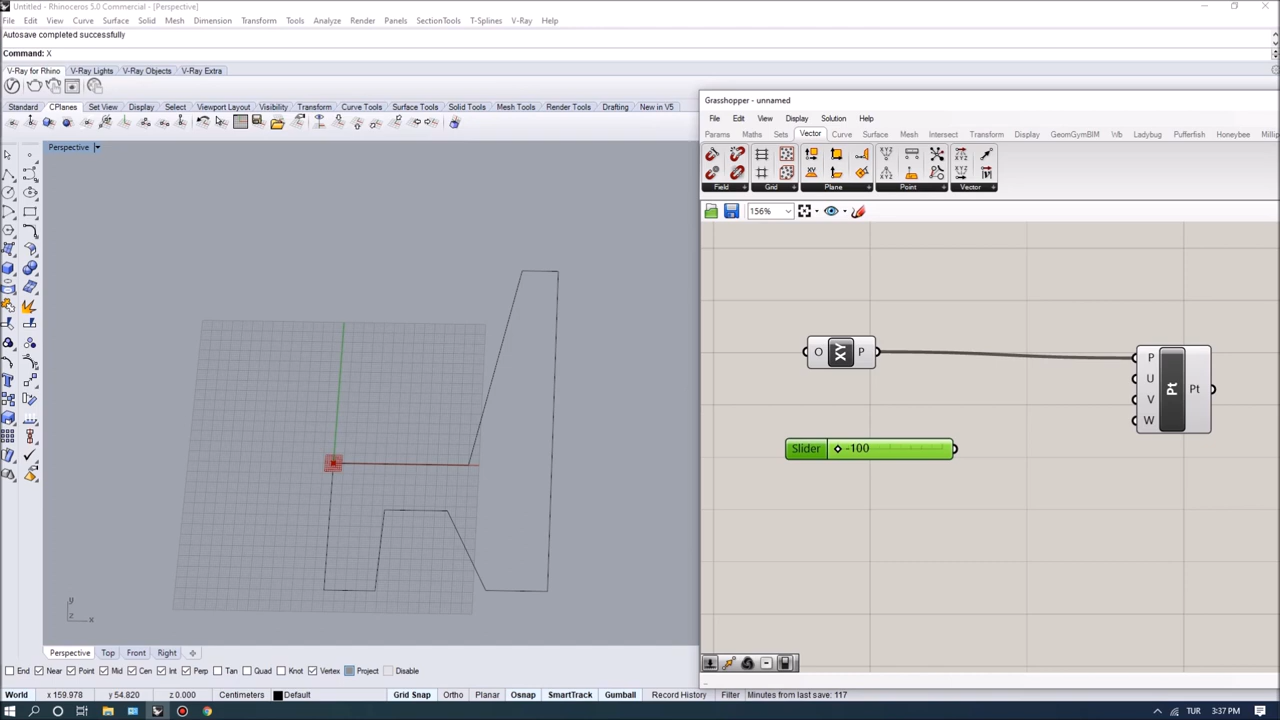 Untitled - Rhinoceros 5.0 Commercial - [Perspective]
File Edit View Curve Surface Solid Mesh Dimension Transform Tools Analyze Render Panels SectionTools T-Splines V-Ray Help
Autosave completed successfully
Command: X
V-Ray for Rhino V-Ray Lights V-Ray Objects V-Ray Extra
Standard CPlanes Set View Display Select Viewport Layout Visibility Transform Curve Tools Surface Tools Solid Tools Mesh Tools Render Tools Drafting New in V5
Perspective
Grasshopper - unnamed
File Edit View Display Solution Help
Params Maths Sets Vector Curve Surface Mesh Intersect Transform Display GeomGymBIM Wb Ladybug Pufferfish Honeybee Millip
Field Grid Plane Point Vector
156%
O XY P
P
U
V
W
Pt
Pt
Slider -100
y
z x
Perspective Top Front Right
End Near Point Mid Cen Int Perp Tan Quad Knot Vertex Project Disable
World x 159.978 y 54.820 z 0.000 Centimeters Default Grid Snap Ortho Planar Osnap SmartTrack Gumball Record History Filter Minutes from last save: 117
TUR 3:37 PM